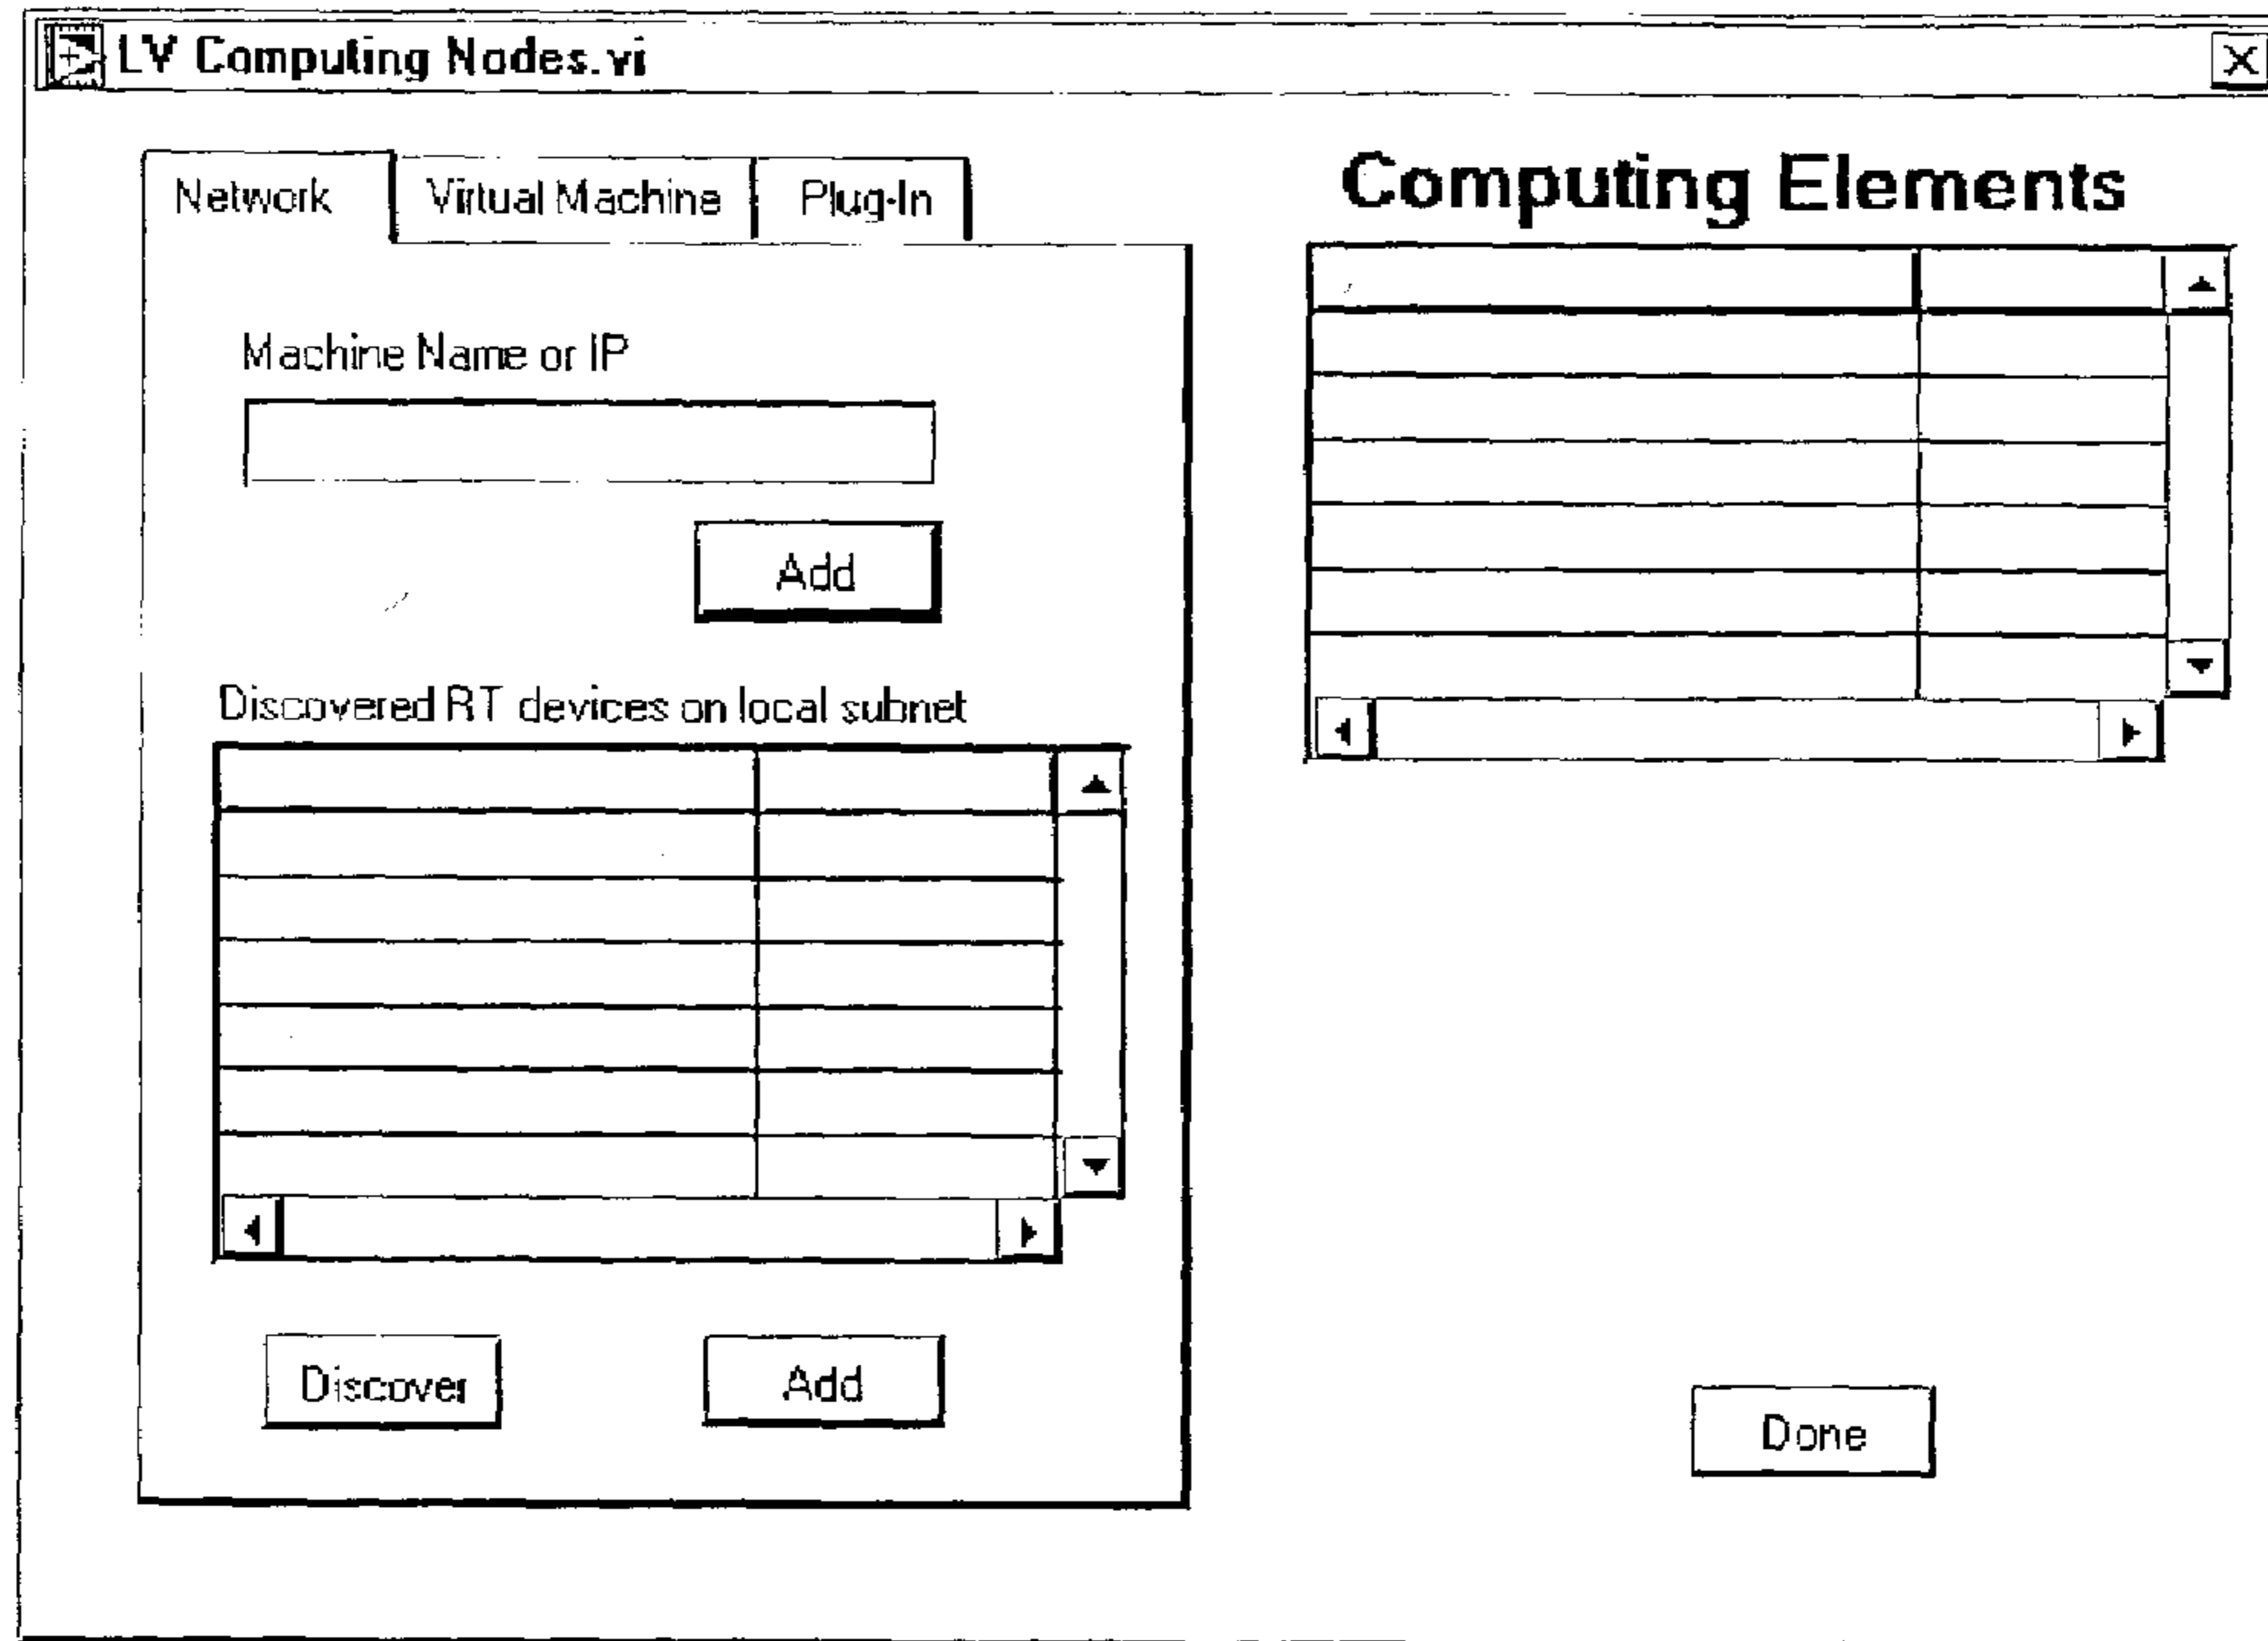 LV Computing Nodes.vi
Network Virtual Machine Plug-In
Machine Name or IP
Add
Discovered RT devices on local subnet
Discover Add
Computing Elements
Done